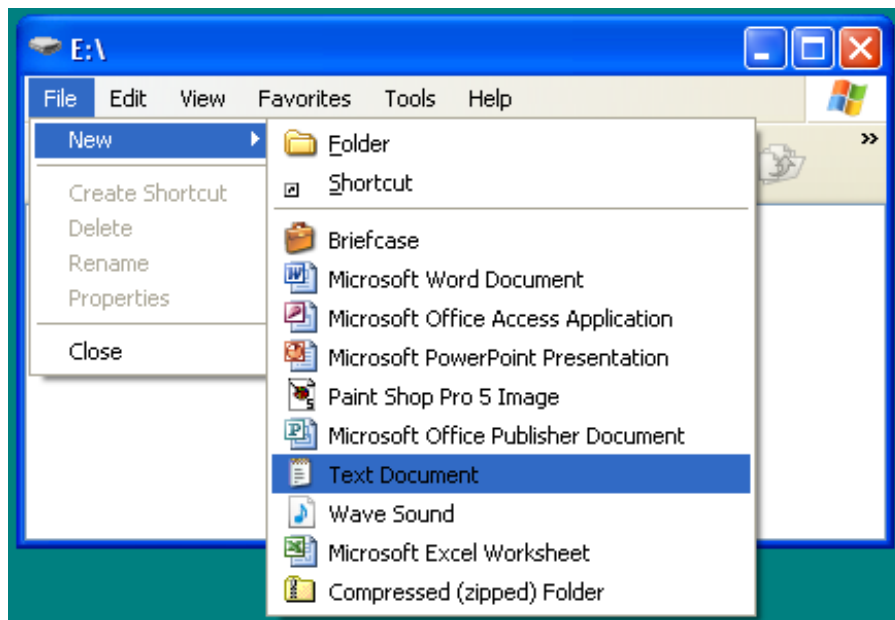 E:\
File Edit View Favorites Tools Help
New
Create Shortcut
Delete
Rename
Properties
Close
Folder
Shortcut
Briefcase
Microsoft Word Document
Microsoft Office Access Application
Microsoft PowerPoint Presentation
Paint Shop Pro 5 Image
Microsoft Office Publisher Document
Text Document
Wave Sound
Microsoft Excel Worksheet
Compressed (zipped) Folder